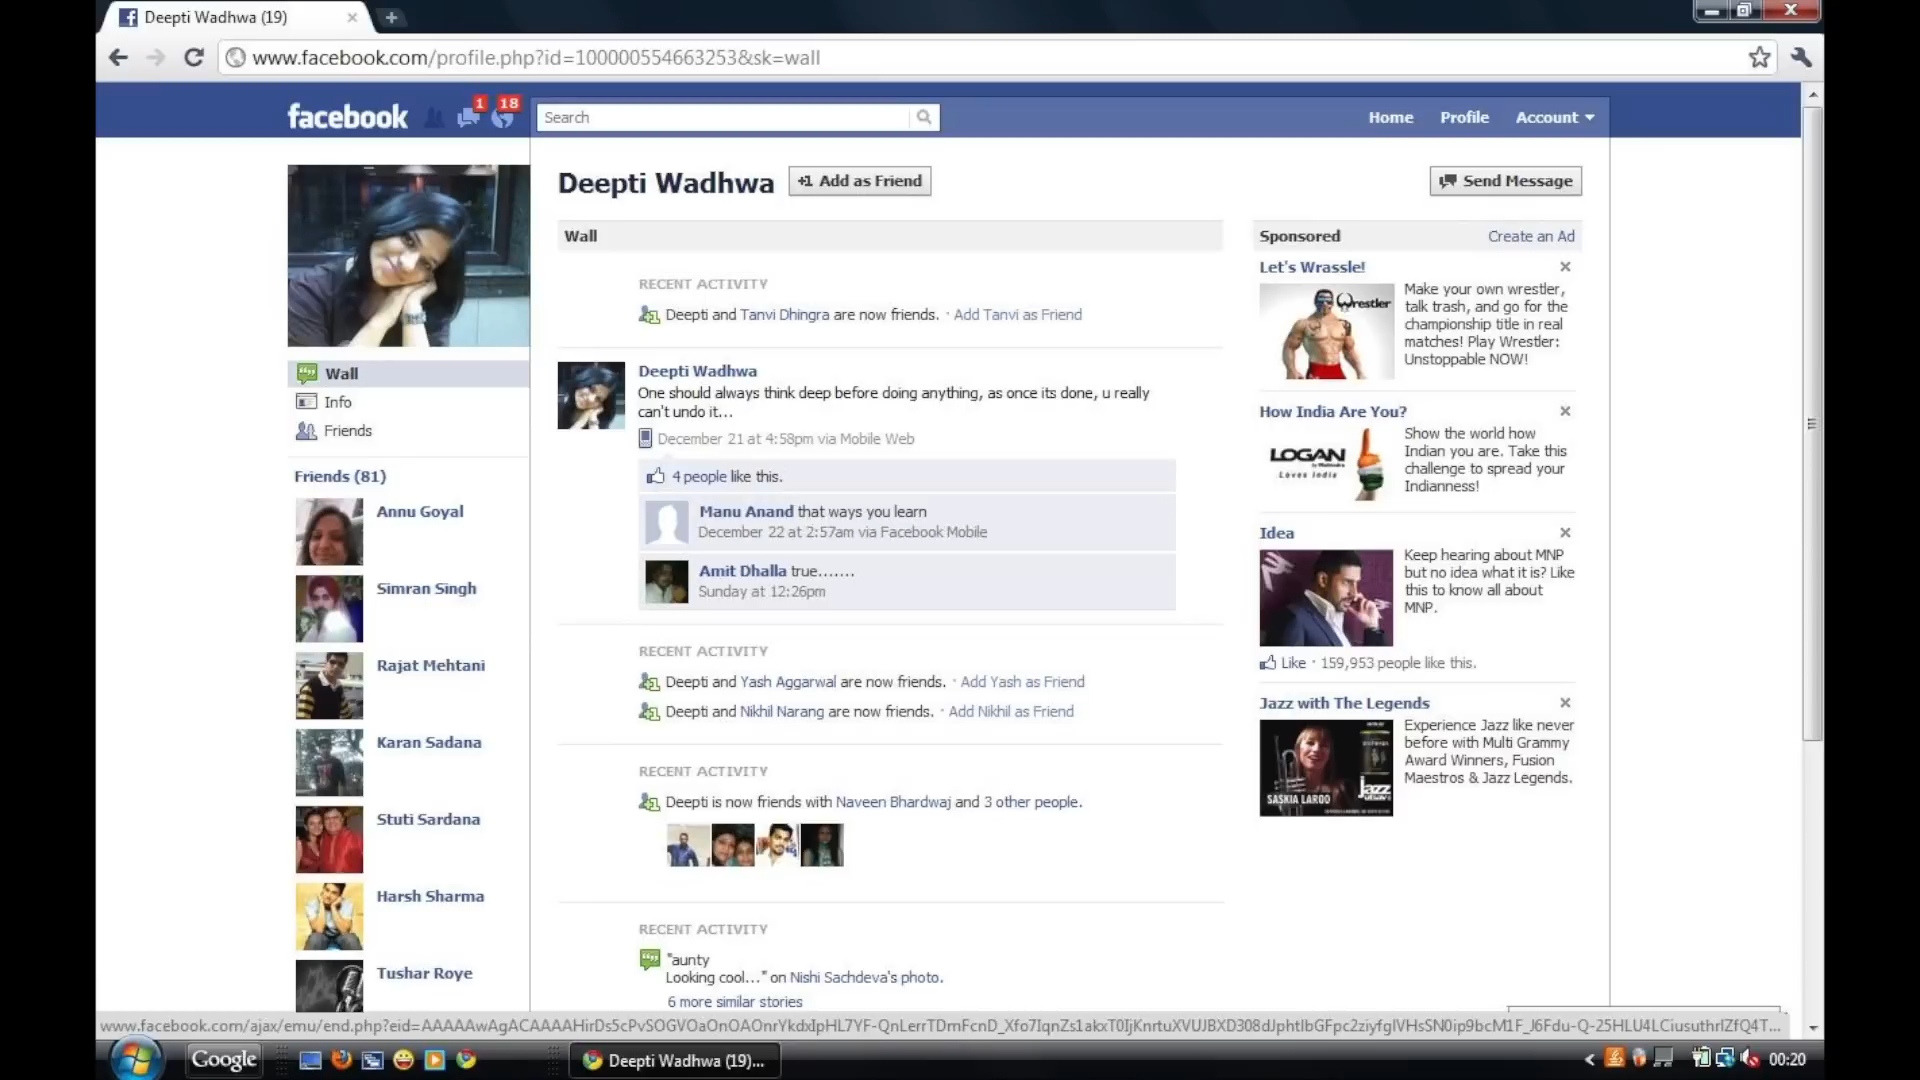 Deepti Wadhwa (19)
www.facebook.com/profile.php?id=100000554663253&sk=wall
facebook
1
18
Search
Home
Profile
Account
Deepti Wadhwa
+1 Add as Friend
Send Message
Wall
Info
Friends
Friends (81)
Annu Goyal
Simran Singh
Rajat Mehtani
Karan Sadana
Stuti Sardana
Harsh Sharma
Tushar Roye
Wall
RECENT ACTIVITY
Deepti and Tanvi Dhingra are now friends. · Add Tanvi as Friend
Deepti Wadhwa
One should always think deep before doing anything, as once its done, u really
can't undo it...
December 21 at 4:58pm via Mobile Web
4 people like this.
Manu Anand that ways you learn
December 22 at 2:57am via Facebook Mobile
Amit Dhalla true.......
Sunday at 12:26pm
RECENT ACTIVITY
Deepti and Yash Aggarwal are now friends. · Add Yash as Friend
Deepti and Nikhil Narang are now friends. · Add Nikhil as Friend
RECENT ACTIVITY
Deepti is now friends with Naveen Bhardwaj and 3 other people.
RECENT ACTIVITY
"aunty
Looking cool..." on Nishi Sachdeva's photo.
6 more similar stories
Sponsored
Create an Ad
Let's Wrassle!
Wrestler
Make your own wrestler,
talk trash, and go for the
championship title in real
matches! Play Wrestler:
Unstoppable NOW!
How India Are You?
LOGAN
Loves India
Show the world how
Indian you are. Take this
challenge to spread your
Indianness!
Idea
Keep hearing about MNP
but no idea what it is? Like
this to know all about
MNP.
Like · 159,953 people like this.
Jazz with The Legends
SASKIA LAROO
Jazz
Experience Jazz like never
before with Multi Grammy
Award Winners, Fusion
Maestros & Jazz Legends.
Google
Deepti Wadhwa (19)...
00:20